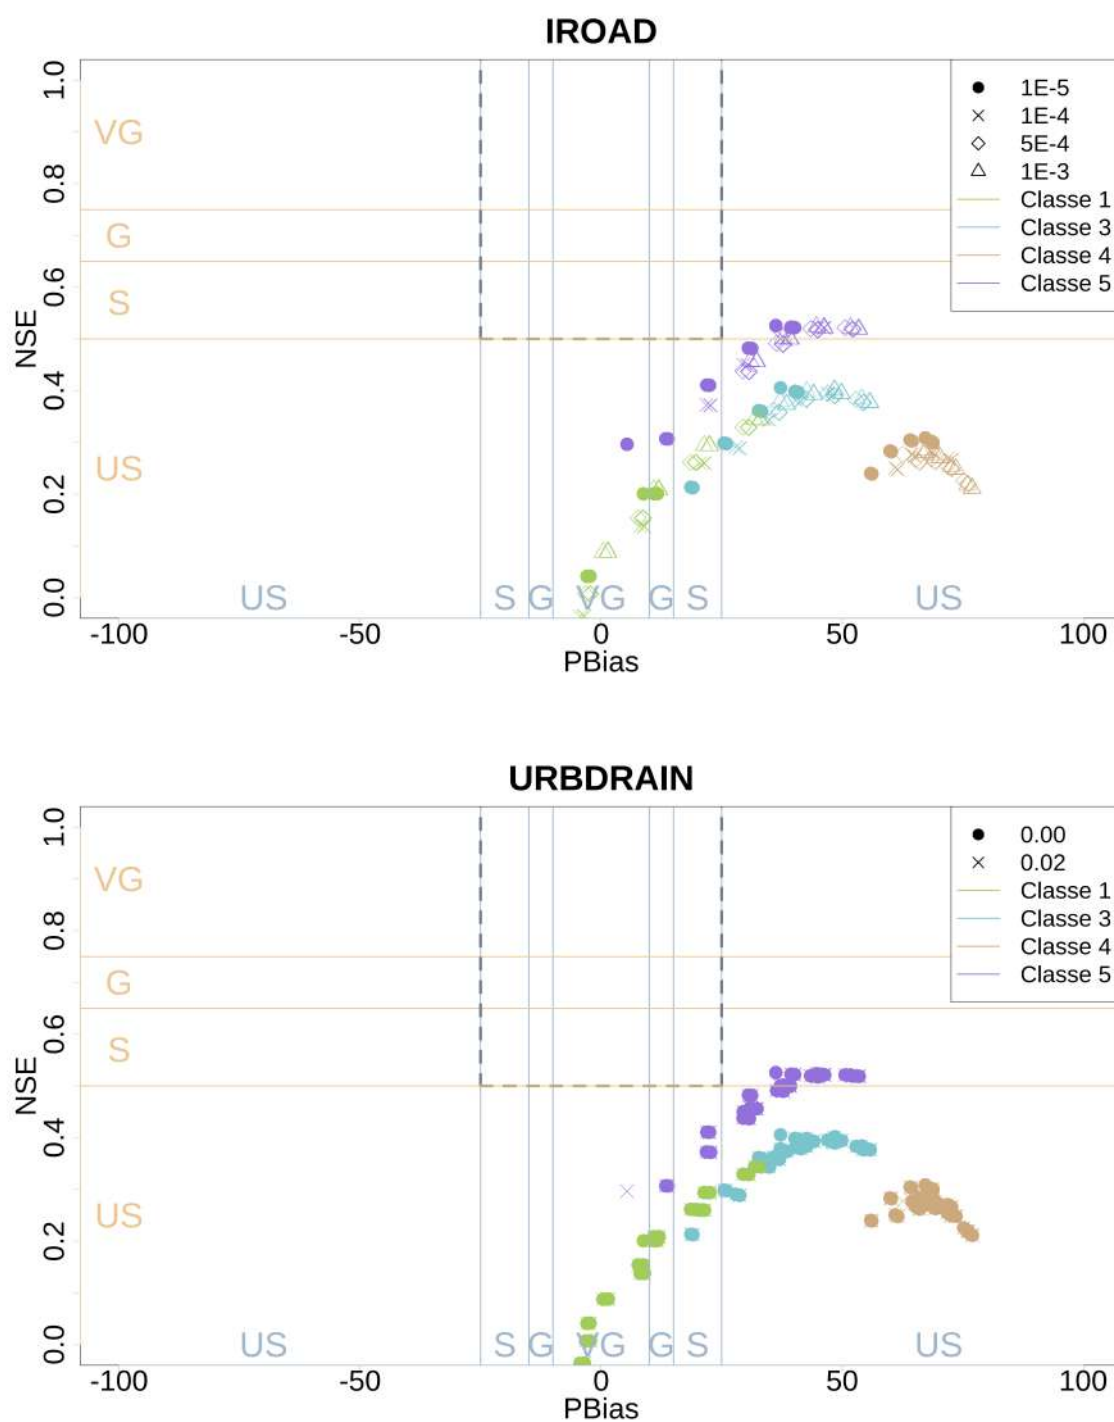 IROAD
1.0
0.8
0.6
0.4
0.2
0.0
NSE
VG
G
S
US
1E-5
1E-4
5E-4
1E-3
Classe 1
Classe 3
Classe 4
Classe 5
US S G VG G S US
-100 -50 0 50 100
PBias
URBDRAIN
1.0
0.8
0.6
0.4
0.2
0.0
NSE
VG
G
S
US
0.00
0.02
Classe 1
Classe 3
Classe 4
Classe 5
US S G VG G S US
-100 -50 0 50 100
PBias